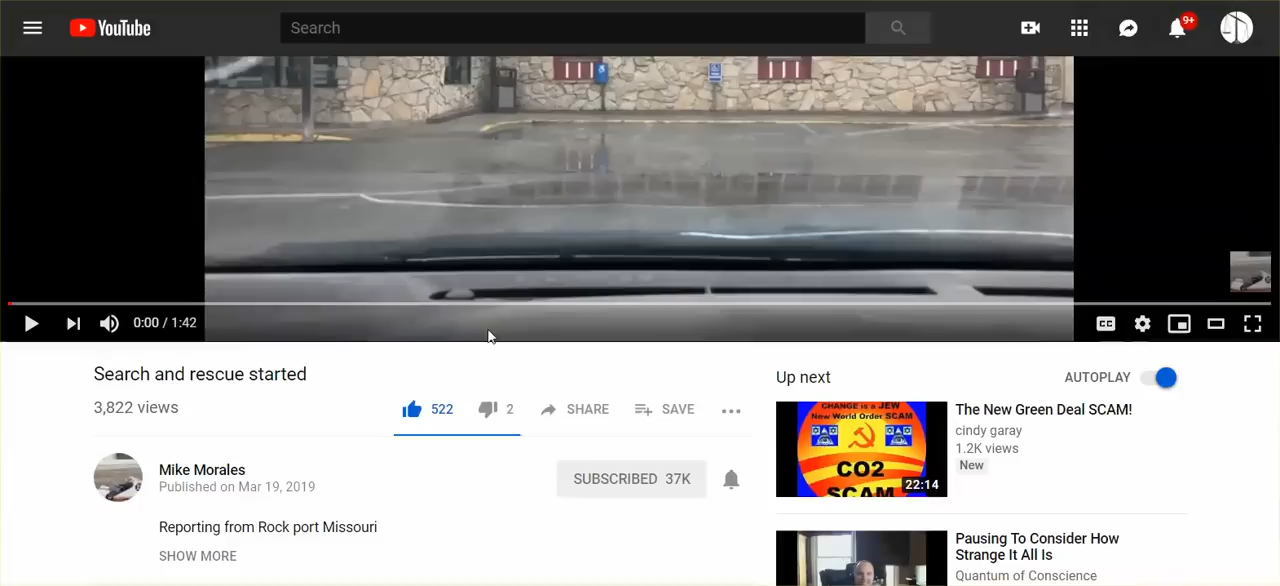 YouTube
Search
9+
0:00 / 1:42
CC
Search and rescue started
3,822 views
522
2
SHARE
SAVE
Mike Morales
Published on Mar 19, 2019
SUBSCRIBED 37K
Reporting from Rock port Missouri
SHOW MORE
Up next
AUTOPLAY
CHANGE is a JEW
New World Order SCAM
CO2
SCAM
22:14
The New Green Deal SCAM!
cindy garay
1.2K views
New
Pausing To Consider How
Strange It All Is
Quantum of Conscience